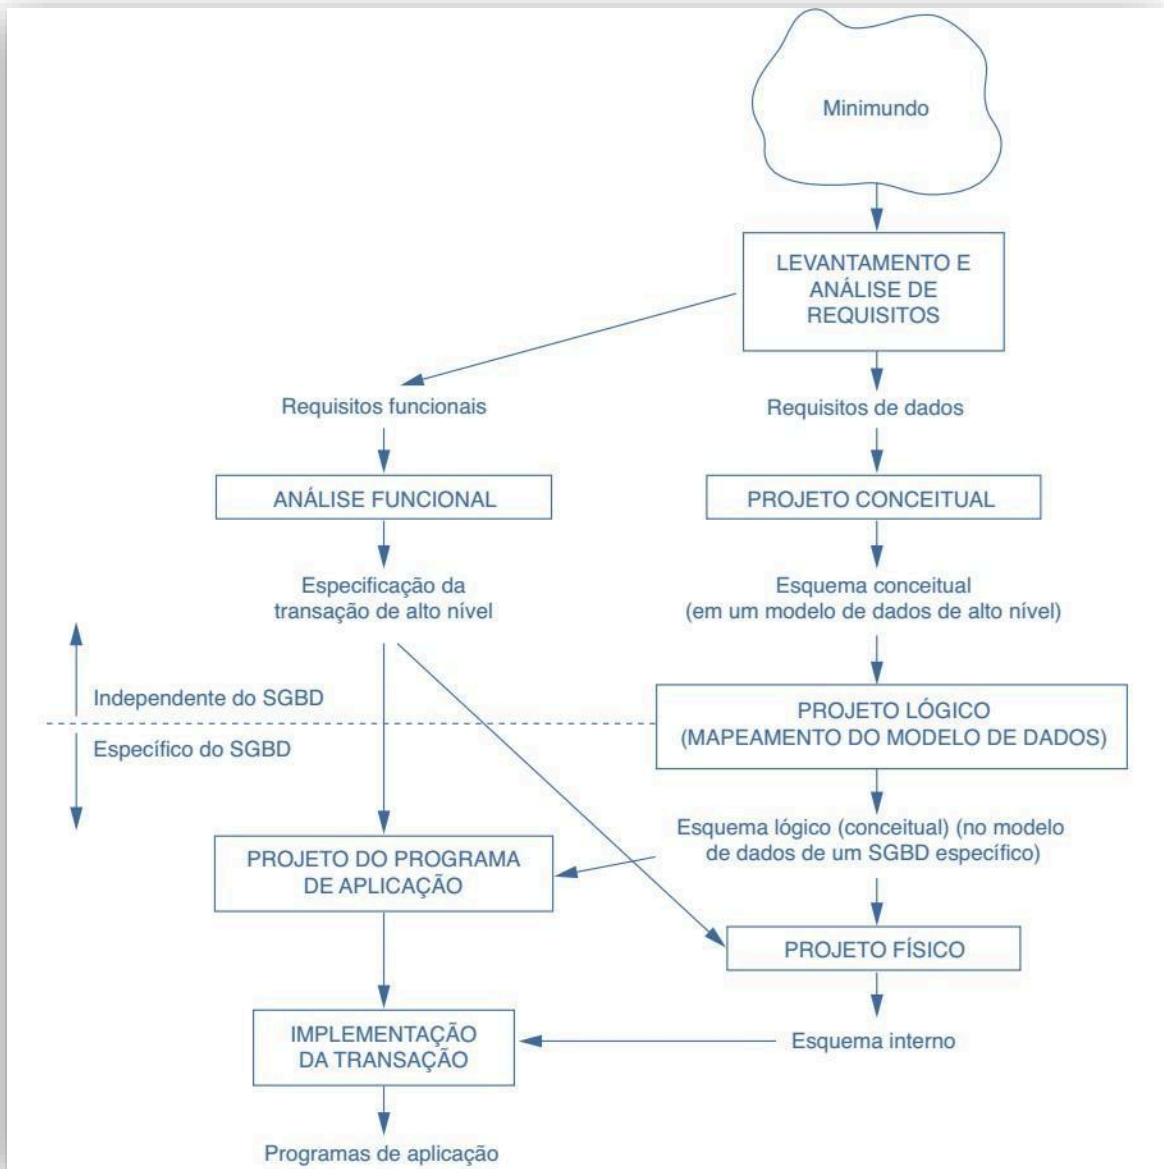 Minimundo
LEVANTAMENTO E
ANÁLISE DE
REQUISITOS
Requisitos funcionais
Requisitos de dados
ANÁLISE FUNCIONAL
PROJETO CONCEITUAL
Especificação da
transação de alto nível
Esquema conceitual
(em um modelo de dados de alto nível)
Independente do SGBD
Específico do SGBD
PROJETO LÓGICO
(MAPEAMENTO DO MODELO DE DADOS)
Esquema lógico (conceitual) (no modelo
de dados de um SGBD específico)
PROJETO DO PROGRAMA
DE APLICAÇÃO
PROJETO FÍSICO
IMPLEMENTAÇÃO
DA TRANSAÇÃO
Esquema interno
Programas de aplicação